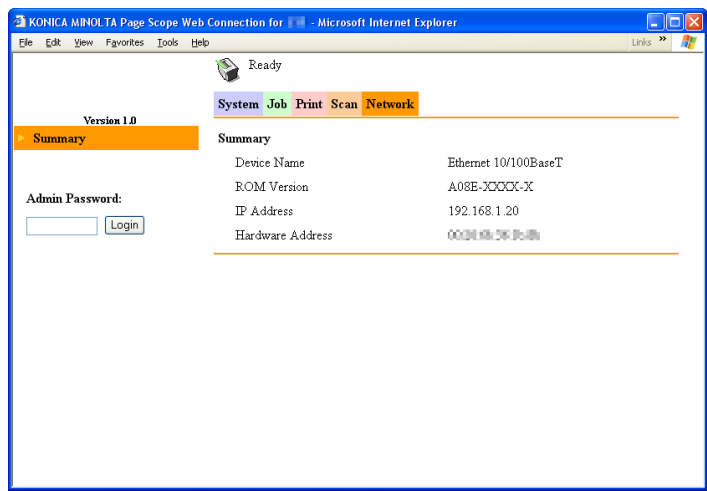 KONICA MINOLTA Page Scope Web Connection for - Microsoft Internet Explorer
File Edit View Favorites Tools Help Links »
Ready
System Job Print Scan Network
Version 1.0
Summary
Summary
Device Name Ethernet 10/100BaseT
ROM Version A08E-XXXX-X
IP Address 192.168.1.20
Hardware Address
Admin Password:
Login